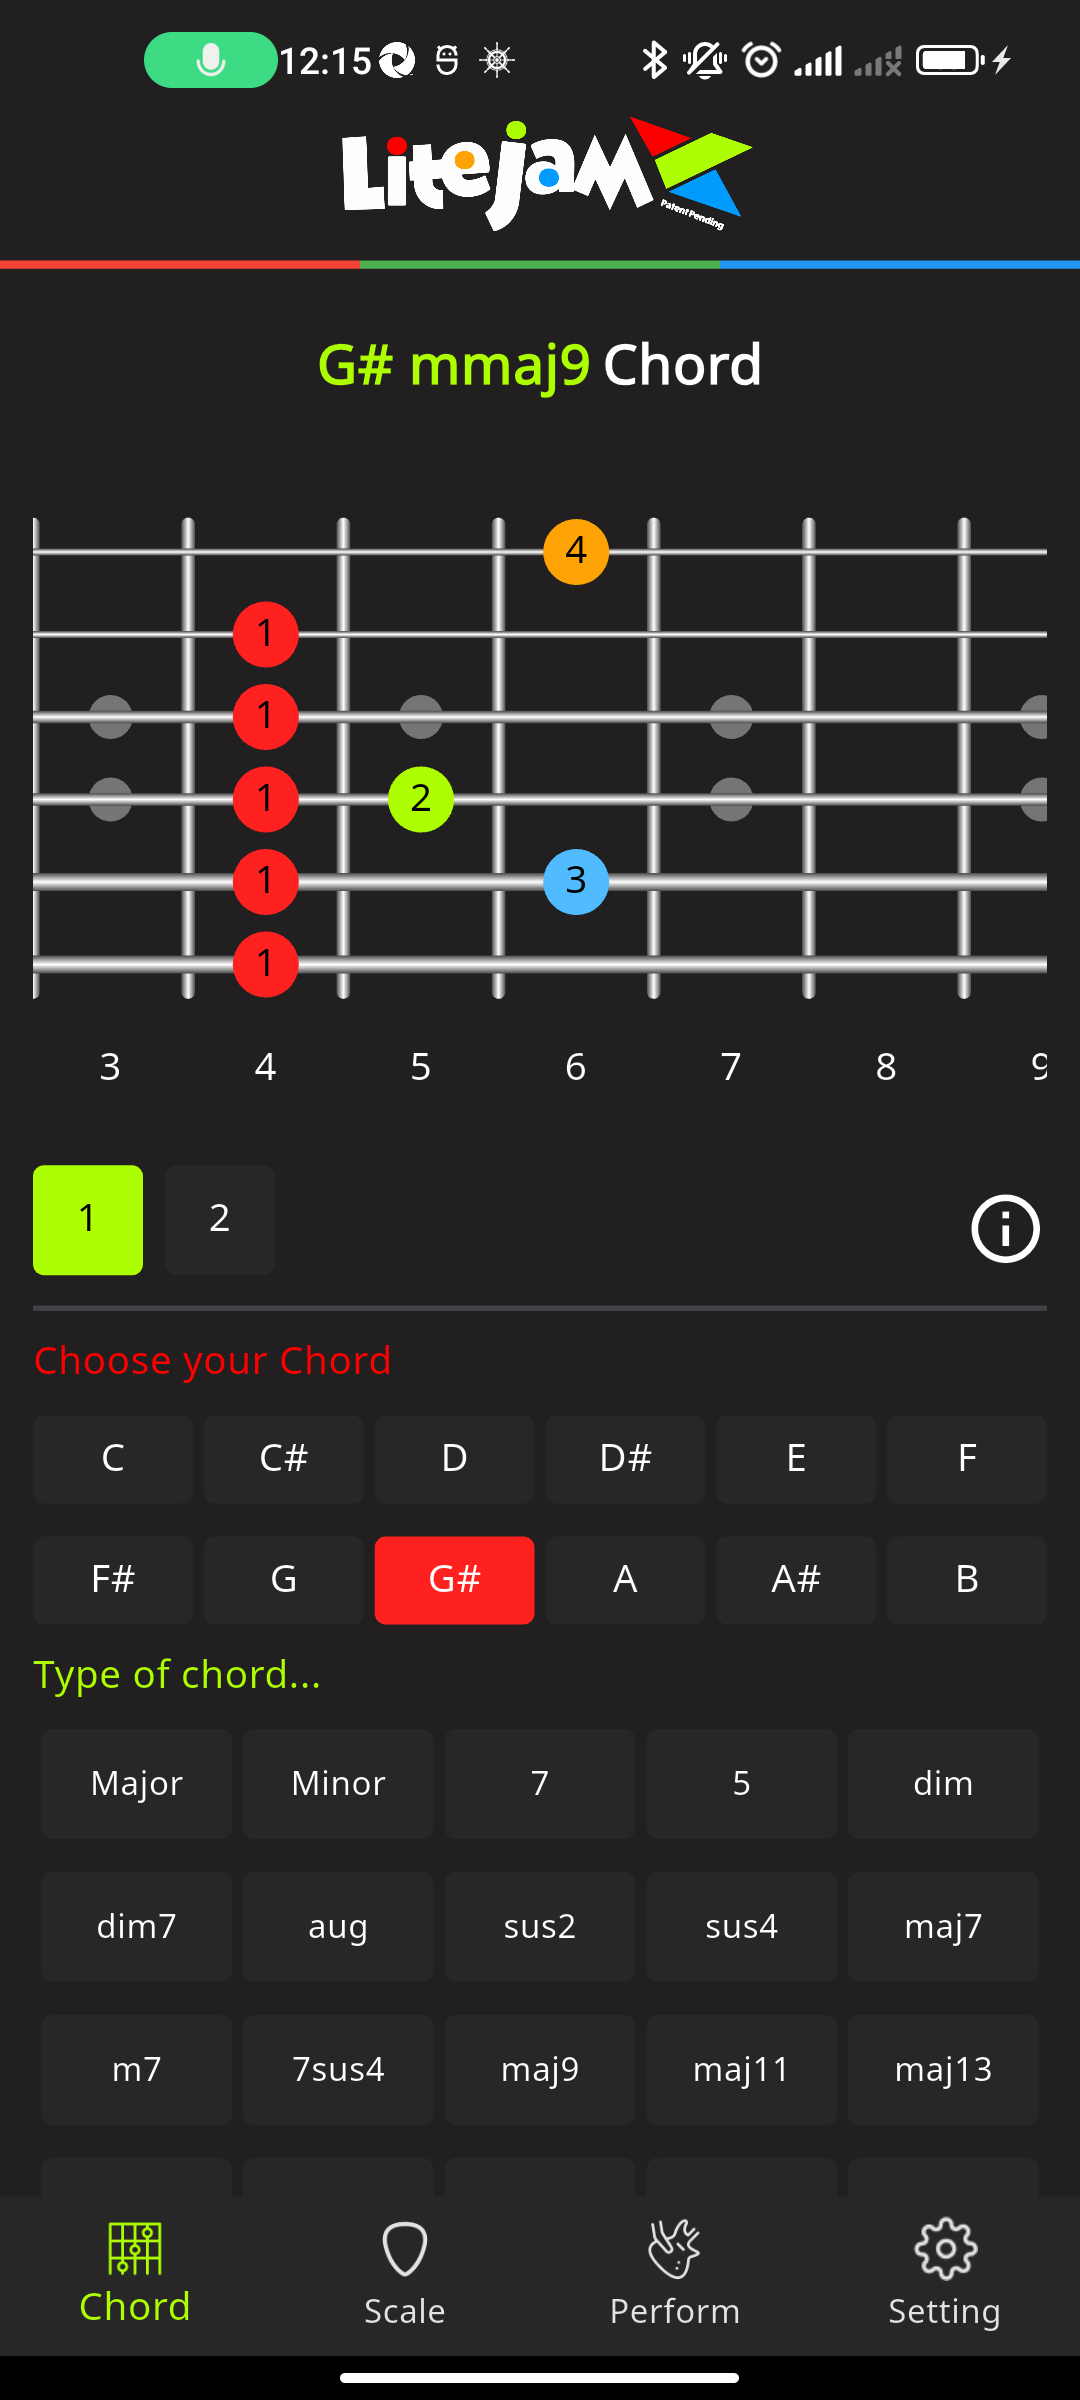 12:15
LiteJam
Patent Pending
G# mmaj9 Chord
4
1
1
1 2
1 3
1
3 4 5 6 7 8 9
1 2
Choose your Chord
C C# D D# E F
F# G G# A A# B
Type of chord...
Major Minor 7 5 dim
dim7 aug sus2 sus4 maj7
m7 7sus4 maj9 maj11 maj13
Chord Scale Perform Setting